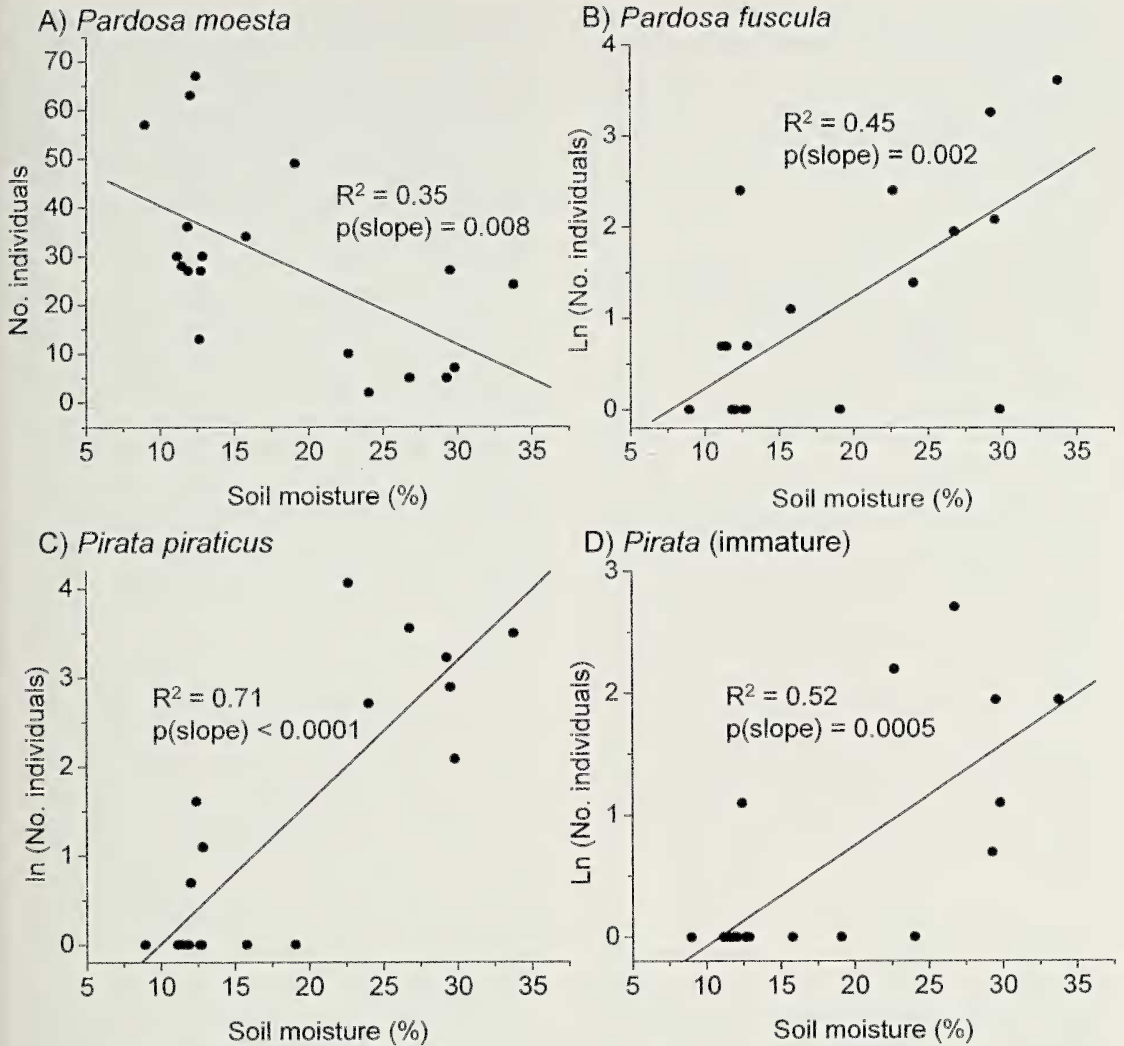 A) Pardosa moesta
70
60
50
40
30
20
10
0
No. individuals
R² = 0.35
p(slope) = 0.008
5 10 15 20 25 30 35
Soil moisture (%)
B) Pardosa fuscula
4
3
2
1
0
Ln (No. individuals)
R² = 0.45
p(slope) = 0.002
5 10 15 20 25 30 35
Soil moisture (%)
C) Pirata piraticus
4
3
2
1
0
ln (No. individuals)
R² = 0.71
p(slope) < 0.0001
5 10 15 20 25 30 35
Soil moisture (%)
D) Pirata (immature)
3
2
1
0
Ln (No. individuals)
R² = 0.52
p(slope) = 0.0005
5 10 15 20 25 30 35
Soil moisture (%)